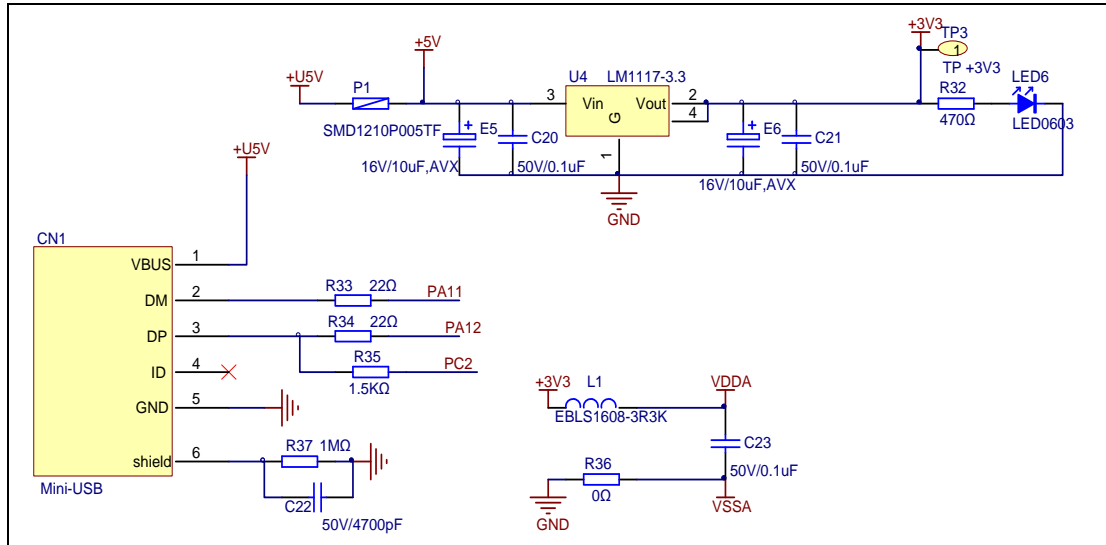 +3V3
TP3
1
TP +3V3
+5V
U4
LM1117-3.3
+U5V
P1
R32
LED6
3
Vin
Vout
2
4
G
1
SMD1210P005TF
E5
C20
E6
C21
470Ω
LED0603
+
+
16V/10uF,AVX
50V/0.1uF
16V/10uF,AVX
50V/0.1uF
GND
+U5V
CN1
VBUS
1
DM
2
R33
22Ω
PA11
DP
3
R34
22Ω
PA12
ID
4
R35
PC2
1.5KΩ
GND
5
shield
6
R37
1MΩ
C22
50V/4700pF
Mini-USB
+3V3
L1
VDDA
EBLS1608-3R3K
C23
50V/0.1uF
R36
0Ω
GND
VSSA